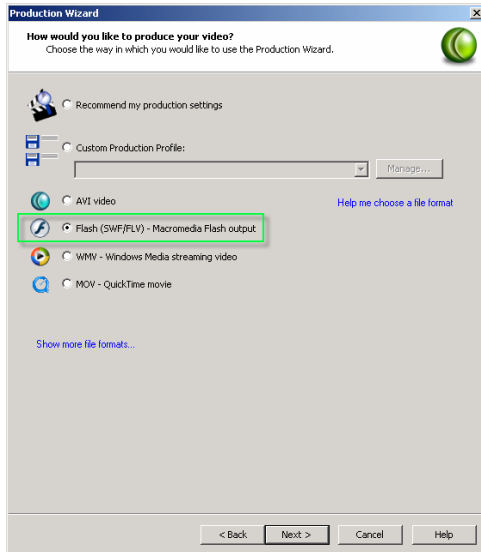 Production Wizard
How would you like to produce your video?
Choose the way in which you would like to use the Production Wizard.
Recommend my production settings
Custom Production Profile:
Manage...
AVI video
Help me choose a file format
Flash (SWF/FLV) - Macromedia Flash output
WMV - Windows Media streaming video
MOV - QuickTime movie
Show more file formats...
< Back Next > Cancel Help